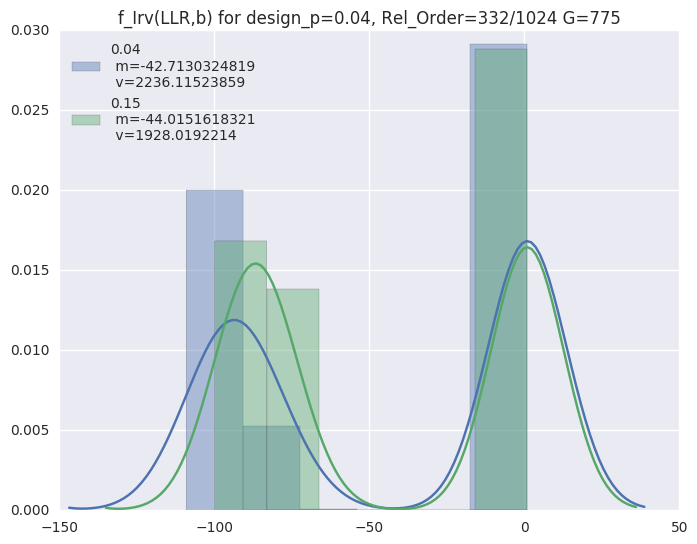 f_Irv(LLR,b) for design_p=0.04, Rel_Order=332/1024 G=775
0.030
0.025
0.020
0.015
0.010
0.005
0.000
0.04
m=-42.7130324819
v=2236.11523859
0.15
m=-44.0151618321
v=1928.0192214
−150
−100
−50
0
50